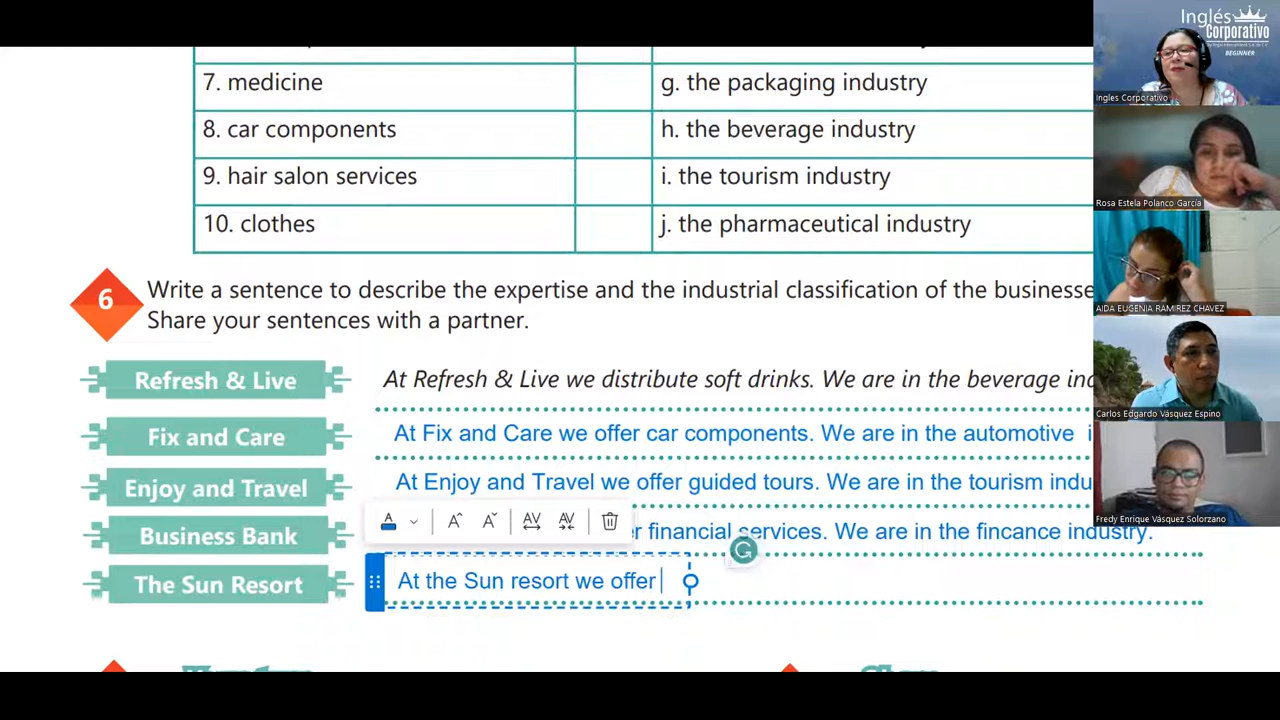 7. medicine
g. the packaging industry
8. car components
h. the beverage industry
9. hair salon services
i. the tourism industry
10. clothes
j. the pharmaceutical industry
6
Write a sentence to describe the expertise and the industrial classification of the businesse
Share your sentences with a partner.
Refresh & Live
At Refresh & Live we distribute soft drinks. We are in the beverage ind
Fix and Care
At Fix and Care we offer car components. We are in the automotive i
Enjoy and Travel
At Enjoy and Travel we offer guided tours. We are in the tourism indu
Business Bank
r financial services. We are in the fincance industry.
The Sun Resort
At the Sun resort we offer
Inglés
Corporativo
BEGINNER
Ingles Corporativo
Rosa Estela Polanco García
AIDA EUGENIA RAMIREZ CHAVEZ
Carlos Edgardo Vásquez Espino
Fredy Enrique Vásquez Solorzano